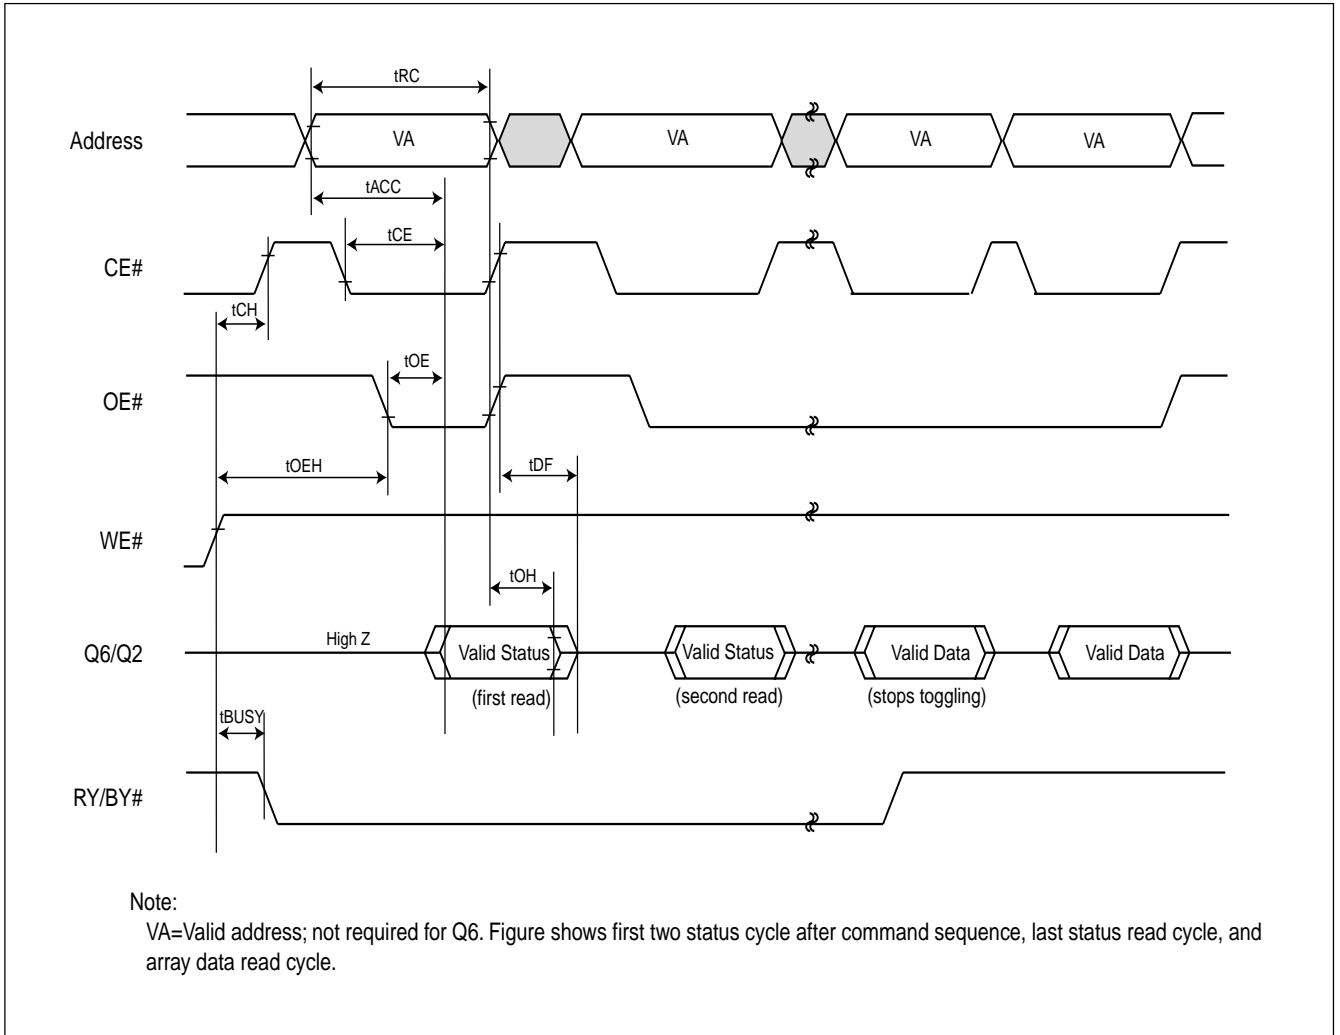 tRC
Address
VA
VA
VA
VA
tACC
tCE
CE#
tCH
tOE
OE#
tOEH
tDF
WE#
tOH
Q6/Q2
High Z
Valid Status
Valid Status
Valid Data
Valid Data
(first read)
(second read)
(stops toggling)
tBUSY
RY/BY#
Note:
VA=Valid address; not required for Q6. Figure shows first two status cycle after command sequence, last status read cycle, and
array data read cycle.